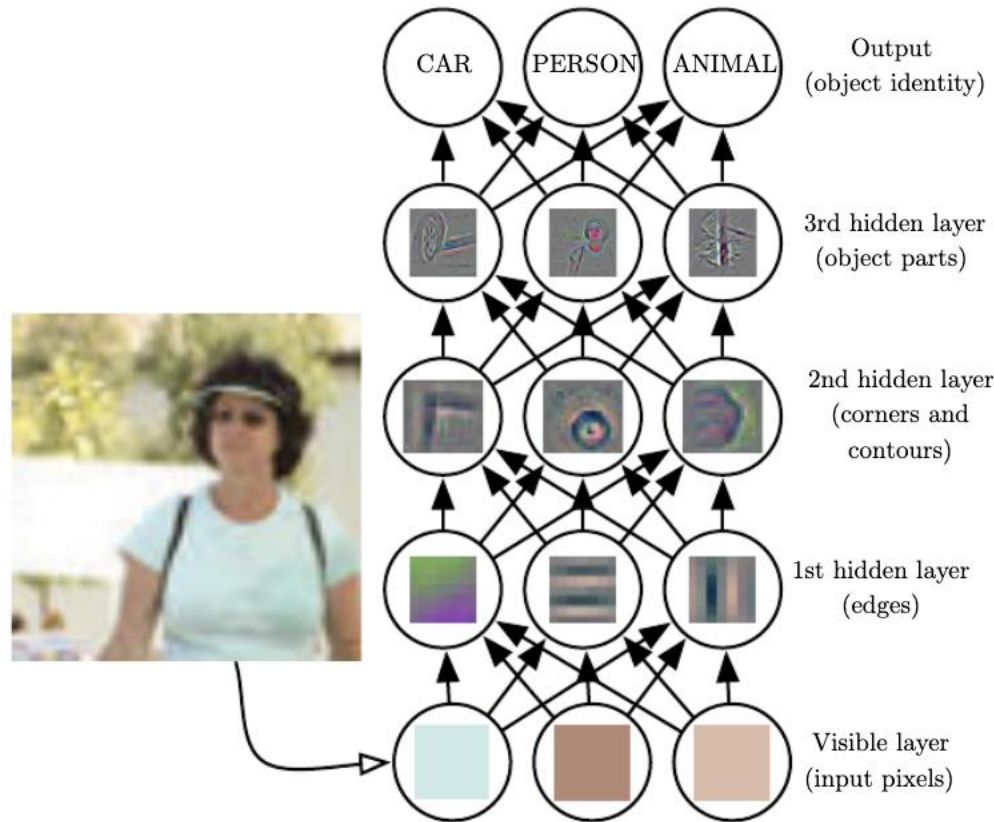 CAR PERSON ANIMAL
Output
(object identity)
3rd hidden layer
(object parts)
2nd hidden layer
(corners and
contours)
1st hidden layer
(edges)
Visible layer
(input pixels)